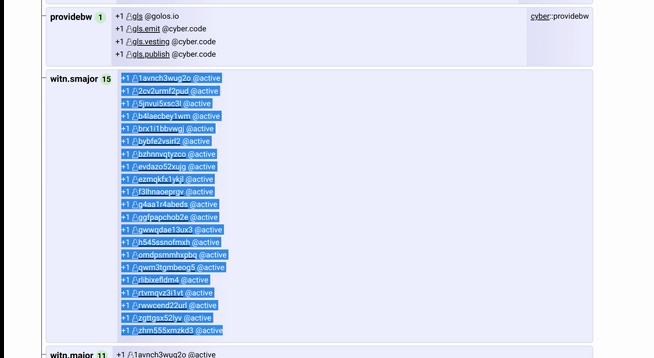 providebw 1 +1 gls @golos.io cyber::providebw
+1 gls.emit @cyber.code
+1 gls.vesting @cyber.code
+1 gls.publish @cyber.code
witn.smajor 15 +1 1avnch3wug2o @active
+1 2cv2urmf2pud @active
+1 5jnvui5xsc3l @active
+1 b4laecbey1wm @active
+1 brx1i1bbvwgj @active
+1 bybfe2vsirl2 @active
+1 bzhnnvqtyzco @active
+1 evdazo52xujg @active
+1 ezmqkfx1ykjl @active
+1 f3lhnaoeprgv @active
+1 g4aa1r4abeds @active
+1 ggfpapchob2e @active
+1 gwwqdae13ux3 @active
+1 h545ssnofmxh @active
+1 omdpsmmhxpbq @active
+1 qwm3tgmbeog5 @active
+1 rlibixefldm4 @active
+1 rtvmqvz3i1vt @active
+1 rwwcend22url @active
+1 zgttgsx52lyv @active
+1 zhm555xmzkd3 @active
witn.major 11 +1 1avnch3wug2o @active